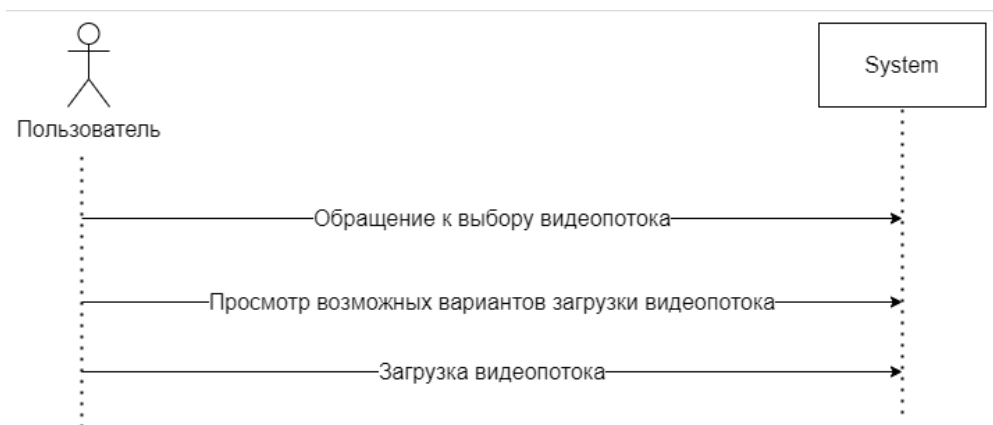 System
Пользователь
Обращение к выбору видеопотока
Просмотр возможных вариантов загрузки видеопотока
Загрузка видеопотока